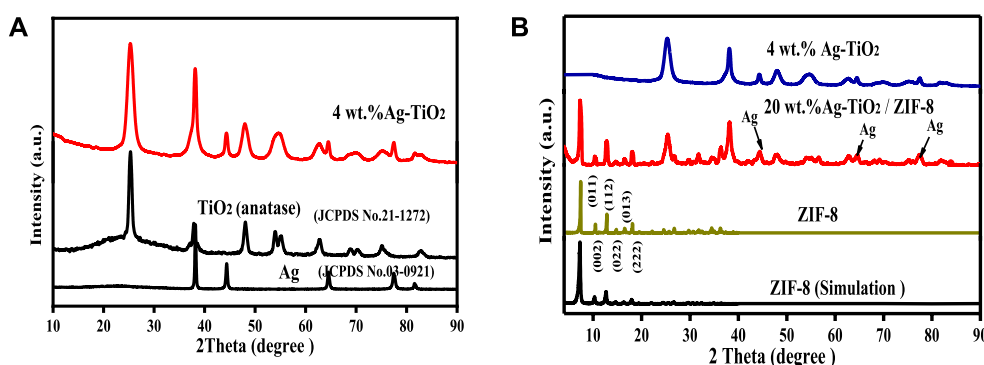 A
Intensity (a.u.)
4 wt.%Ag-TiO2
TiO2 (anatase) (JCPDS No.21-1272)
Ag (JCPDS No.03-0921)
10 20 30 40 50 60 70 80 90
2Theta (degree )
B
Intensity (a.u.)
4 wt.% Ag-TiO2
20 wt.%Ag-TiO2 / ZIF-8
Ag Ag Ag
(011) (112) (013)
ZIF-8
(002) (022) (222)
ZIF-8 (Simulation )
10 20 30 40 50 60 70 80 90
2 Theta (degree )